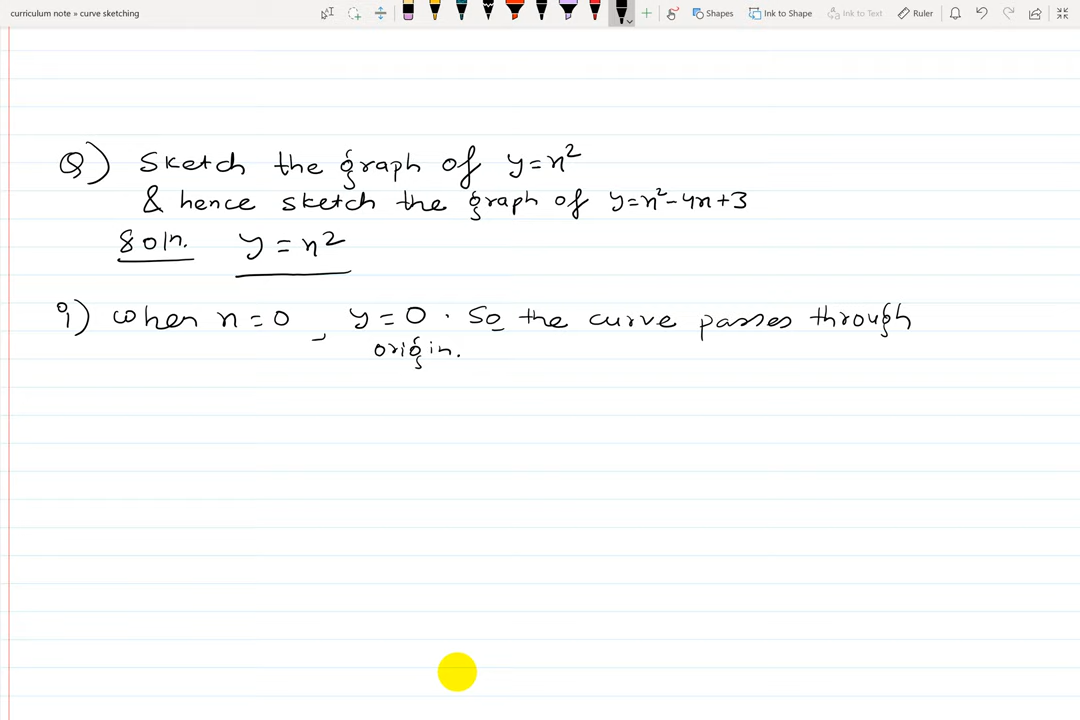 curriculum note » curve sketching
Shapes Ink to Shape Ink to Text Ruler
Q) Sketch the graph of y=x²
& hence sketch the graph of y=x²-4x+3
Soln. y=x²
i) when x=0, y=0. So the curve passes through
origin.